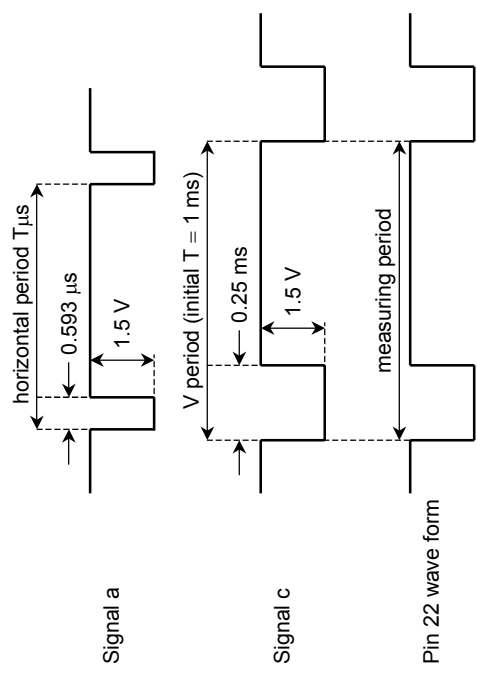 Signal a
horizontal period Tμs
0.593 μs
1.5 V
Signal c
V period (initial T = 1 ms)
0.25 ms
1.5 V
Pin 22 wave form
measuring period